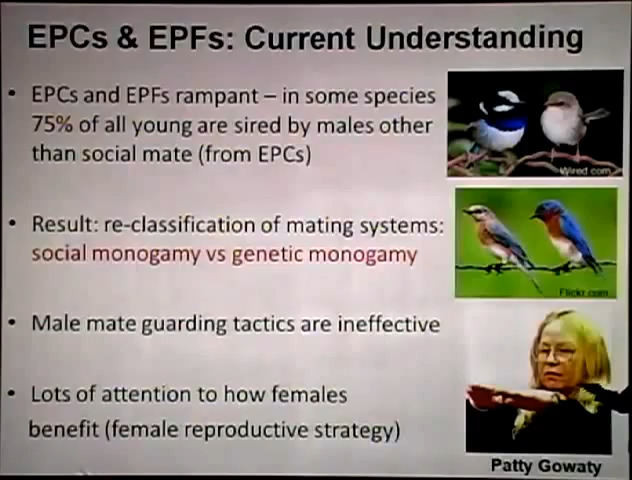 EPCs & EPFs: Current Understanding
• EPCs and EPFs rampant – in some species
75% of all young are sired by males other
than social mate (from EPCs)
Wired.com
• Result: re-classification of mating systems:
social monogamy vs genetic monogamy
Flickr.com
• Male mate guarding tactics are ineffective
• Lots of attention to how females
benefit (female reproductive strategy)
Patty Gowaty